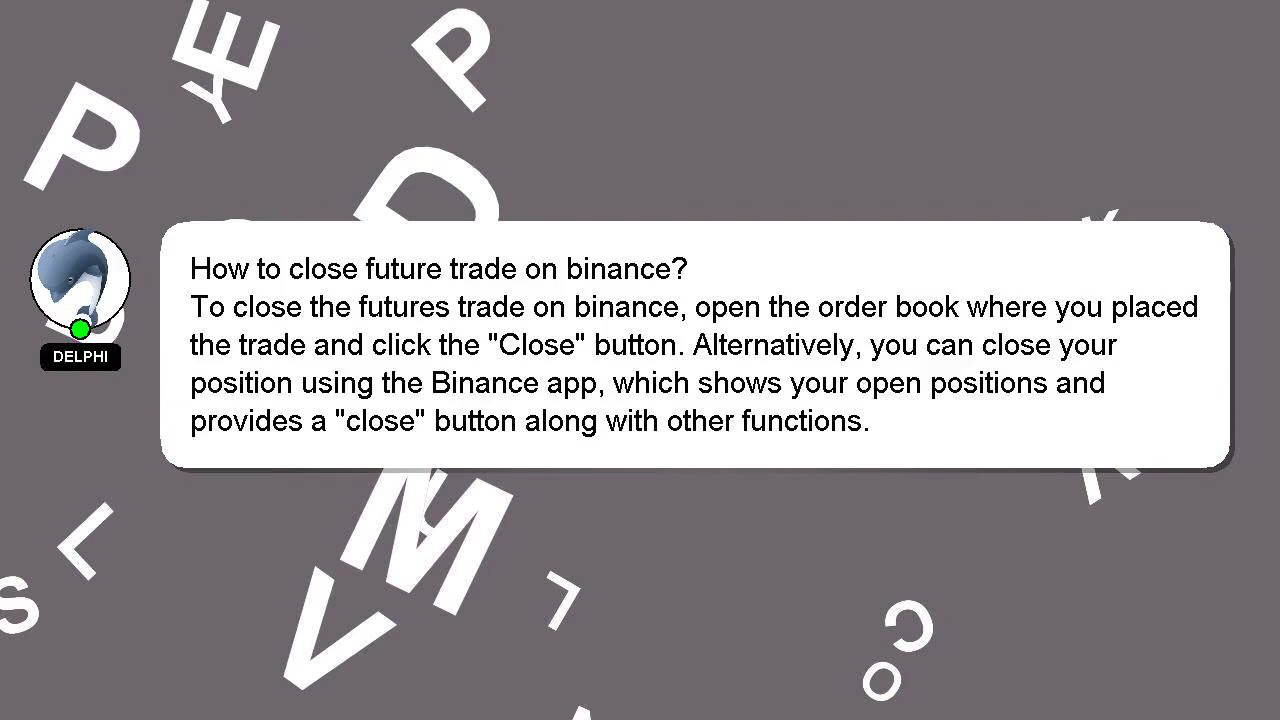 How to close future trade on binance?
To close the futures trade on binance, open the order book where you placed
the trade and click the "Close" button. Alternatively, you can close your
position using the Binance app, which shows your open positions and
provides a "close" button along with other functions.
DELPHI
P
E
Y
P
D
K
M
V
L
S
L
C
O